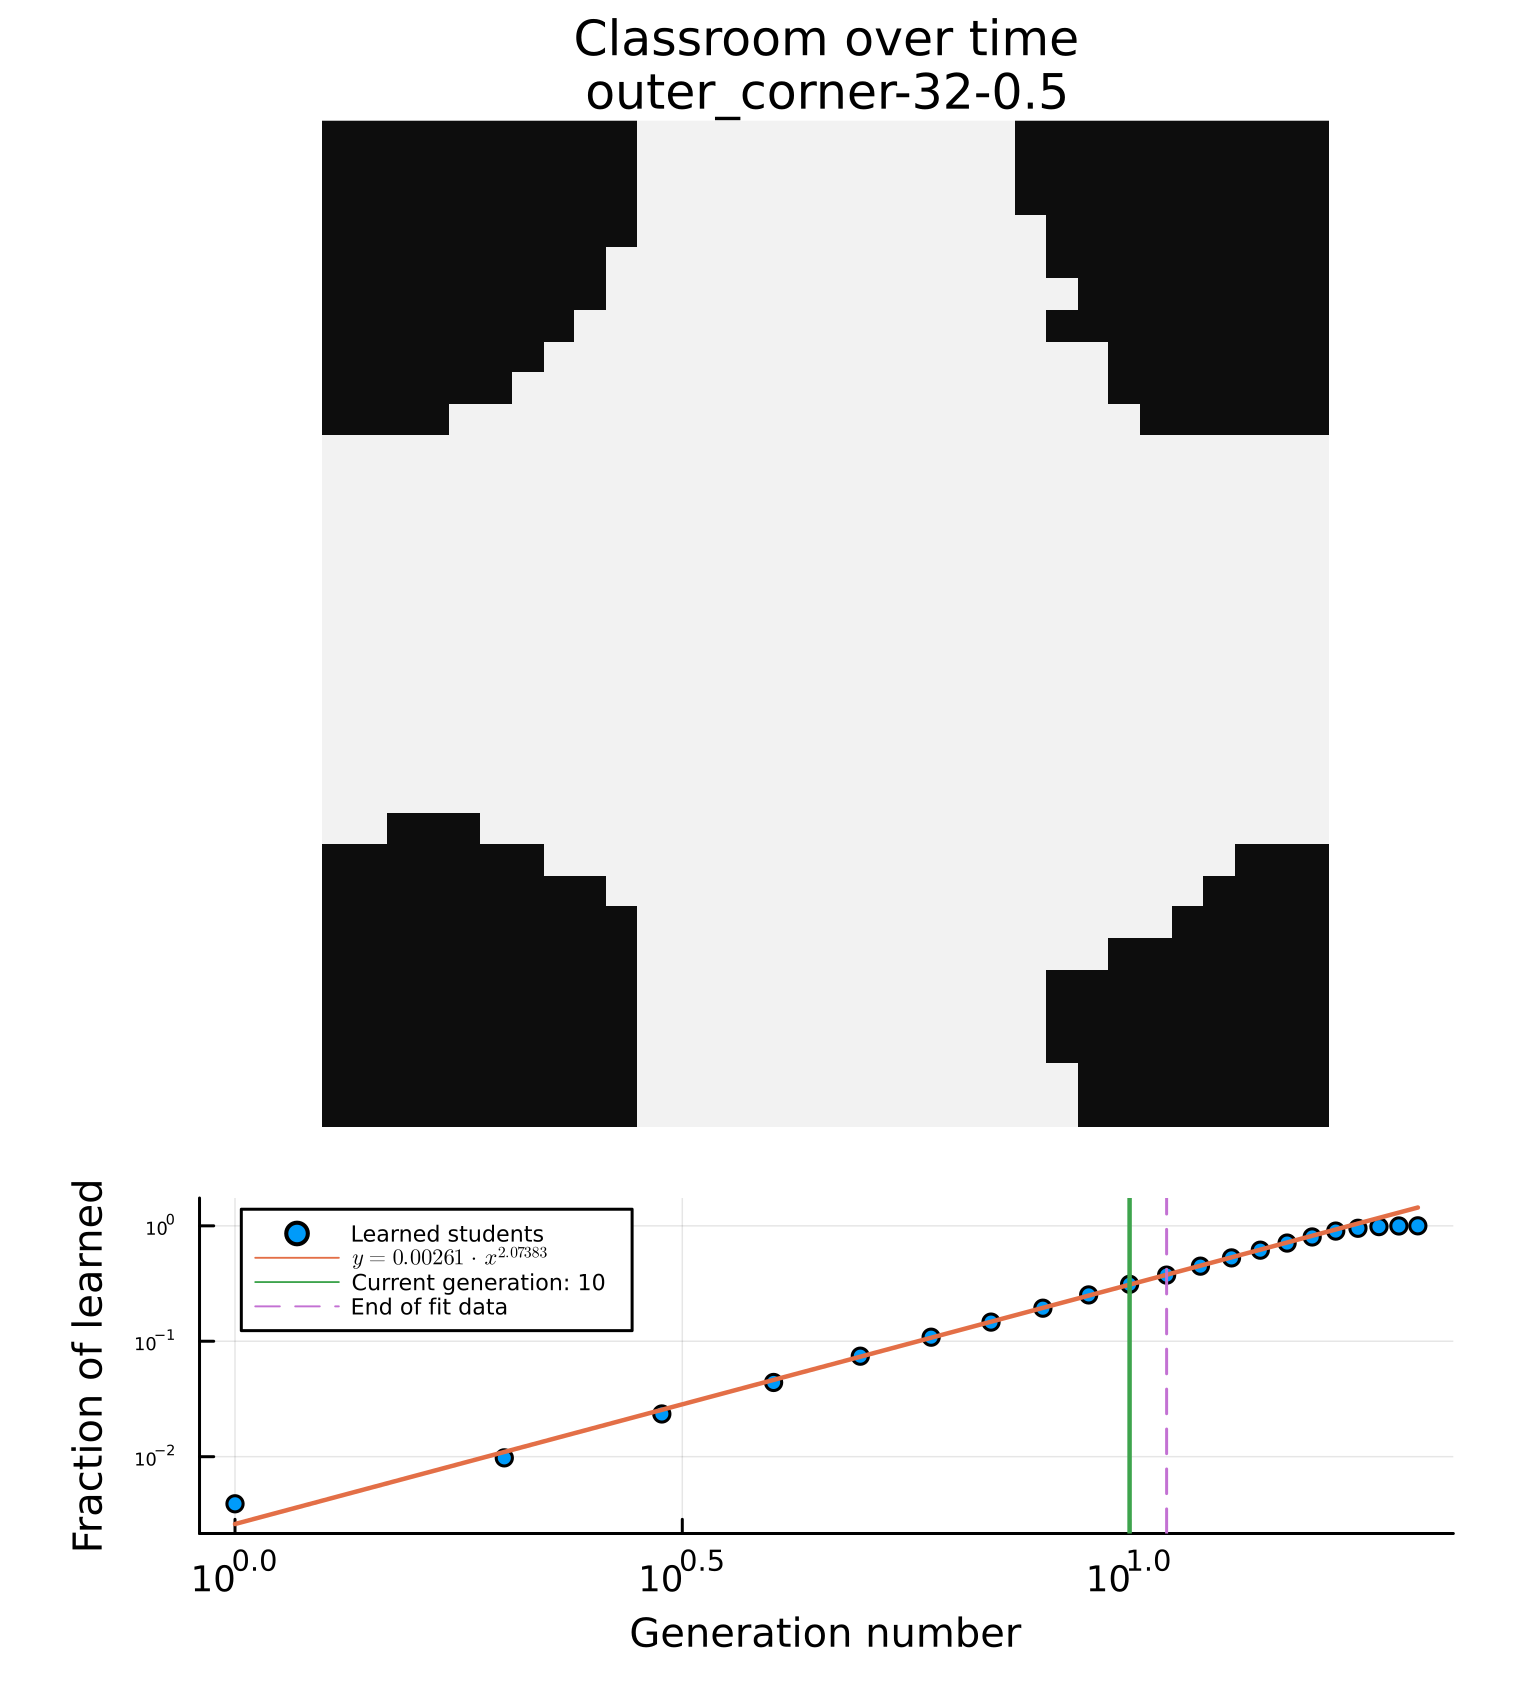 Classroom over time
outer_corner-32-0.5
Fraction of learned
10^0
10^-1
10^-2
Learned students
y = 0.00261 · x^2.07383
Current generation: 10
End of fit data
10^0.0 10^0.5 10^1.0
Generation number